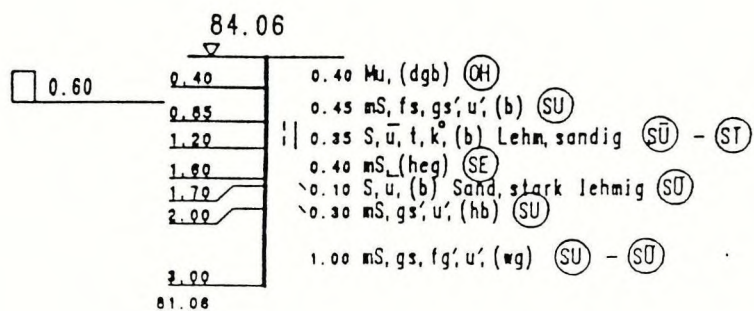 84.06
0.60
0.40 0.40 Mu, (dgb) OH
0.85 0.45 mS, fs, gs′, u′, (b) SU
1.20 0.35 S, ū, t, k°, (b) Lehm, sandig SŪ - ST
1.60 0.40 mS, (heg) SE
1.70 0.10 S, u, (b) Sand, stark lehmig SŪ
2.00 0.30 mS, gs′, u′, (hb) SU
3.00 1.00 mS, gs, fg′, u′, (wg) SU - SŪ
81.06